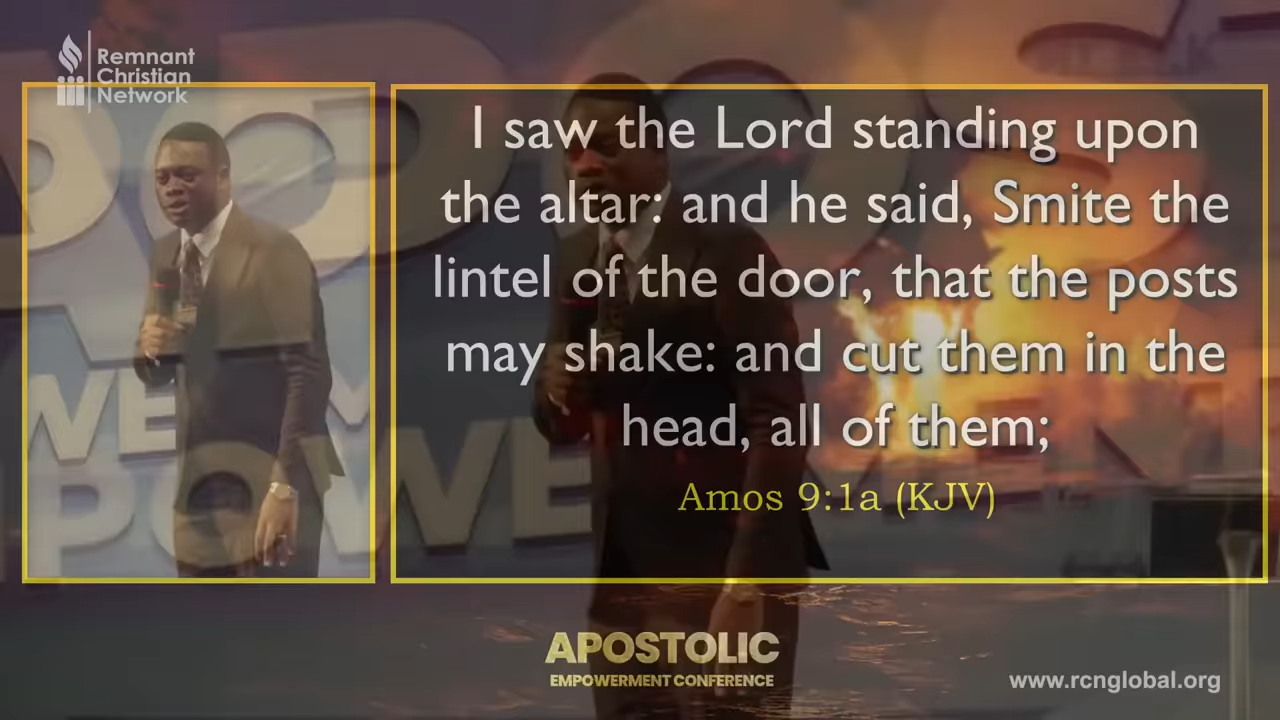 Remnant
Christian
Network
I saw the Lord standing upon
the altar: and he said, Smite the
lintel of the door, that the posts
may shake: and cut them in the
head, all of them;
Amos 9:1a (KJV)
APOSTOLIC
EMPOWERMENT CONFERENCE
www.rcnglobal.org